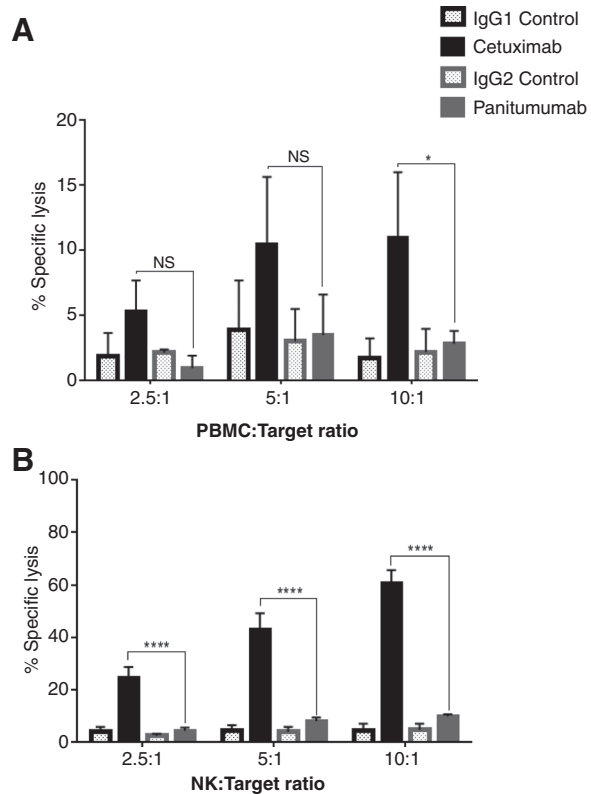 A
IgG1 Control
Cetuximab
IgG2 Control
Panitumumab
% Specific lysis
20
15
10
5
0
NS
NS
*
2.5:1
5:1
10:1
PBMC:Target ratio
B
% Specific lysis
100
80
60
40
20
0
****
****
****
2.5:1
5:1
10:1
NK:Target ratio